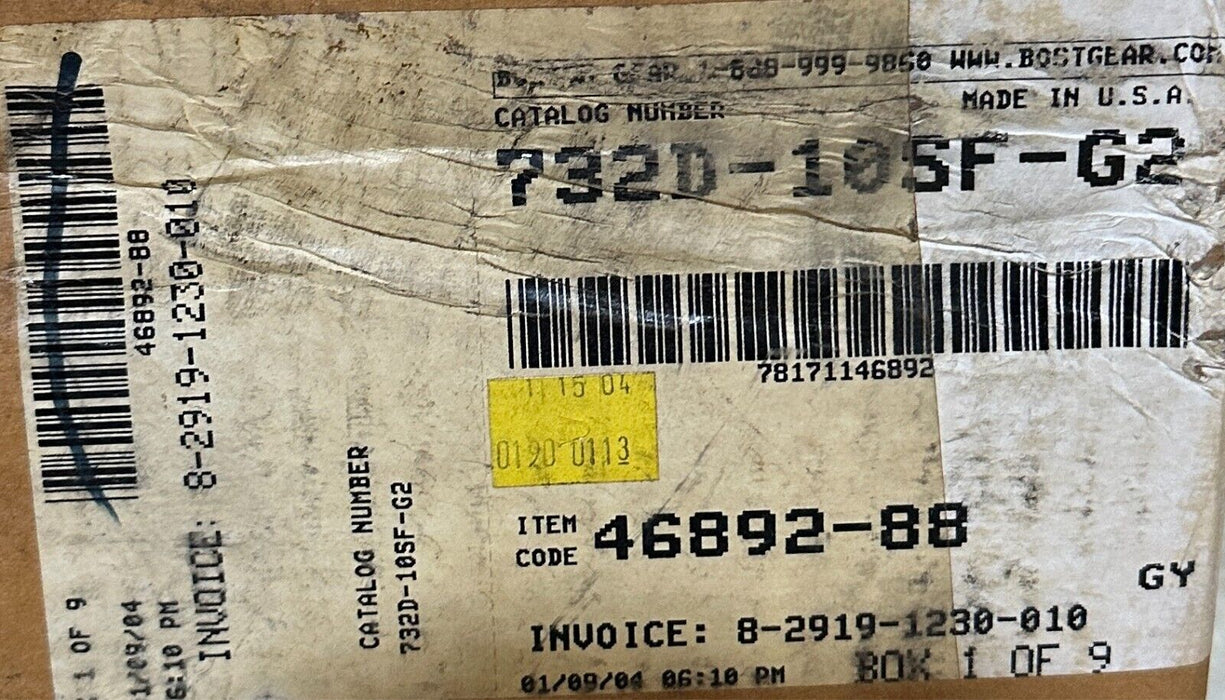 GEAR 1-888-999-9860 WWW.BOSTGEAR.COM
MADE IN U.S.A.
CATALOG NUMBER
732D-10SF-G2
78171146892
11 15 04
0120 0113
ITEM
CODE
46892-88
GY
INVOICE: 8-2919-1230-010
01/09/04 06:10 PM
BOX 1 OF 9
46892-88
INVOICE: 8-2919-1230-010
CATALOG NUMBER
732D-10SF-G2
1 OF 9
1/09/04
6:10 PM